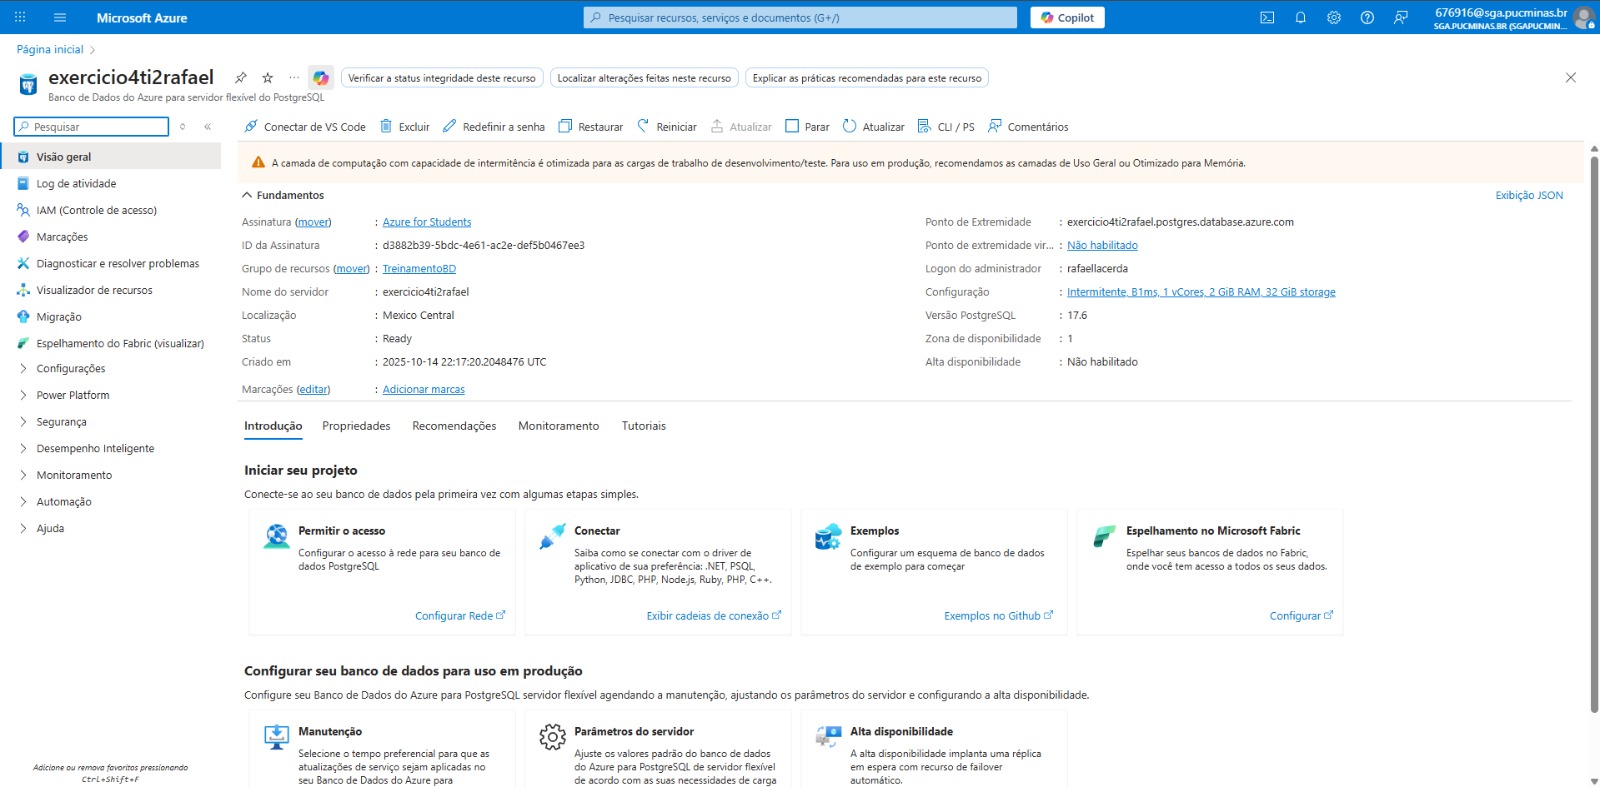 Microsoft Azure
Pesquisar recursos, serviços e documentos (G+/)
Copilot
676916@sga.pucminas.br
SGA.PUCMINAS.BR (SGAPUCMIN...
Página inicial
exercicio4ti2rafael
Verificar a status integridade deste recurso
Localizar alterações feitas neste recurso
Explicar as práticas recomendadas para este recurso
Banco de Dados do Azure para servidor flexível do PostgreSQL
Pesquisar
Visão geral
Log de atividade
IAM (Controle de acesso)
Marcações
Diagnosticar e resolver problemas
Visualizador de recursos
Migração
Espelhamento do Fabric (visualizar)
Configurações
Power Platform
Segurança
Desempenho Inteligente
Monitoramento
Automação
Ajuda
Adicione ou remova favoritos pressionando
Ctrl+Shift+F
Conectar de VS Code
Excluir
Redefinir a senha
Restaurar
Reiniciar
Atualizar
Parar
Atualizar
CLI / PS
Comentários
A camada de computação com capacidade de intermitência é otimizada para as cargas de trabalho de desenvolvimento/teste. Para uso em produção, recomendamos as camadas de Uso Geral ou Otimizado para Memória.
Fundamentos
Exibição JSON
Assinatura (mover) : Azure for Students
ID da Assinatura : d3882b39-5bdc-4e61-ac2e-def5b0467ee3
Grupo de recursos (mover) : TreinamentoBD
Nome do servidor : exercicio4ti2rafael
Localização : Mexico Central
Status : Ready
Criado em : 2025-10-14 22:17:20.2048476 UTC
Marcações (editar) : Adicionar marcas
Ponto de Extremidade : exercicio4ti2rafael.postgres.database.azure.com
Ponto de extremidade vir... : Não habilitado
Logon do administrador : rafaellacerda
Configuração : Intermitente, B1ms, 1 vCores, 2 GiB RAM, 32 GiB storage
Versão PostgreSQL : 17.6
Zona de disponibilidade : 1
Alta disponibilidade : Não habilitado
Introdução
Propriedades
Recomendações
Monitoramento
Tutoriais
Iniciar seu projeto
Conecte-se ao seu banco de dados pela primeira vez com algumas etapas simples.
Permitir o acesso
Configurar o acesso à rede para seu banco de
dados PostgreSQL
Configurar Rede
Conectar
Saiba como se conectar com o driver de
aplicativo de sua preferência: .NET, PSQL,
Python, JDBC, PHP, Node.js, Ruby, PHP, C++.
Exibir cadeias de conexão
Exemplos
Configurar um esquema de banco de dados
de exemplo para começar
Exemplos no Github
Espelhamento no Microsoft Fabric
Espelhar seus bancos de dados no Fabric,
onde você tem acesso a todos os seus dados.
Configurar
Configurar seu banco de dados para uso em produção
Configure seu Banco de Dados do Azure para PostgreSQL servidor flexível agendando a manutenção, ajustando os parâmetros do servidor e configurando a alta disponibilidade.
Manutenção
Selecione o tempo preferencial para que as
atualizações de serviço sejam aplicadas no
seu Banco de Dados do Azure para
Parâmetros do servidor
Ajuste os valores padrão do banco de dados
do Azure para PostgreSQL de servidor flexível
de acordo com as suas necessidades de carga
Alta disponibilidade
A alta disponibilidade implanta uma réplica
em espera com recurso de failover
automático.